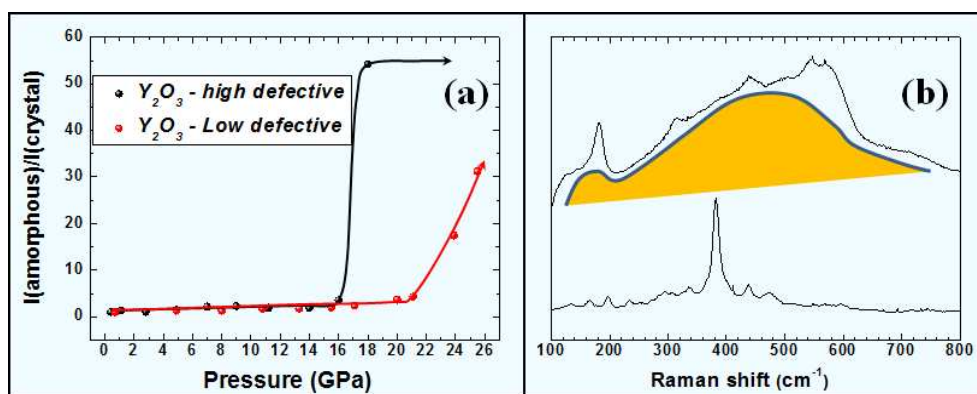 60
50
40
30
20
10
0
I(amorphous)/I(crystal)
Y₂O₃ - high defective
Y₂O₃ - Low defective
(a)
0 2 4 6 8 10 12 14 16 18 20 22 24 26
Pressure (GPa)
(b)
100 200 300 400 500 600 700 800
Raman shift (cm⁻¹)